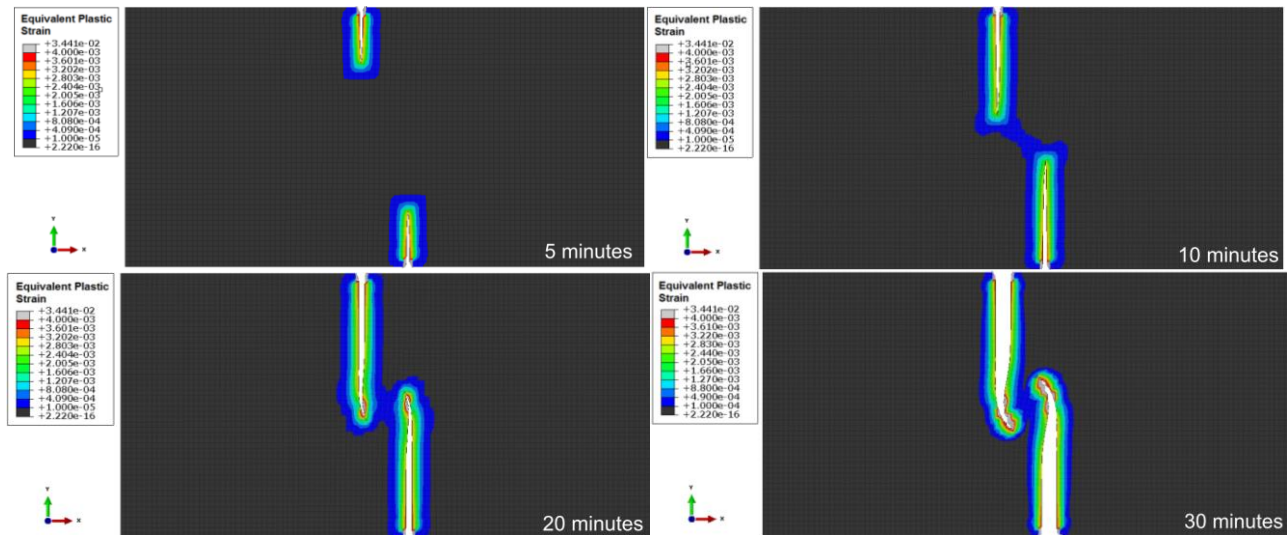 Equivalent Plastic
Strain
+3.441e-02
+4.000e-03
+3.601e-03
+3.202e-03
+2.803e-03
+2.404e-03
+2.005e-03
+1.606e-03
+1.207e-03
+8.080e-04
+4.090e-04
+1.000e-05
+2.220e-16
Y
X
5 minutes
Equivalent Plastic
Strain
+3.441e-02
+4.000e-03
+3.601e-03
+3.202e-03
+2.803e-03
+2.404e-03
+2.005e-03
+1.606e-03
+1.207e-03
+8.080e-04
+4.090e-04
+1.000e-05
+2.220e-16
Y
X
10 minutes
Equivalent Plastic
Strain
+3.441e-02
+4.000e-03
+3.601e-03
+3.202e-03
+2.803e-03
+2.404e-03
+2.005e-03
+1.606e-03
+1.207e-03
+8.080e-04
+4.090e-04
+1.000e-05
+2.220e-16
Y
X
20 minutes
Equivalent Plastic
Strain
+3.441e-02
+4.000e-03
+3.610e-03
+3.220e-03
+2.830e-03
+2.440e-03
+2.050e-03
+1.660e-03
+1.270e-03
+8.800e-04
+4.900e-04
+1.000e-04
+2.220e-16
Y
X
30 minutes